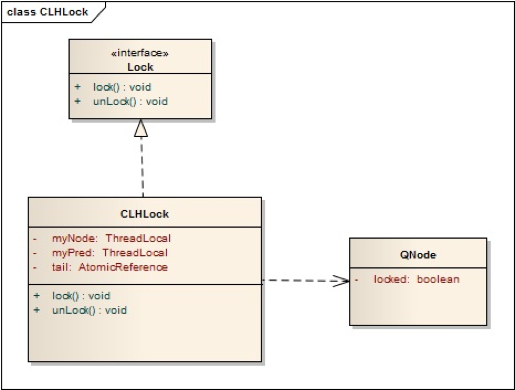 class CLHLock
«interface»
Lock
+ lock() : void
+ unLock() : void
CLHLock
- myNode: ThreadLocal
- myPred: ThreadLocal
- tail: AtomicReference
+ lock() : void
+ unLock() : void
QNode
- locked: boolean